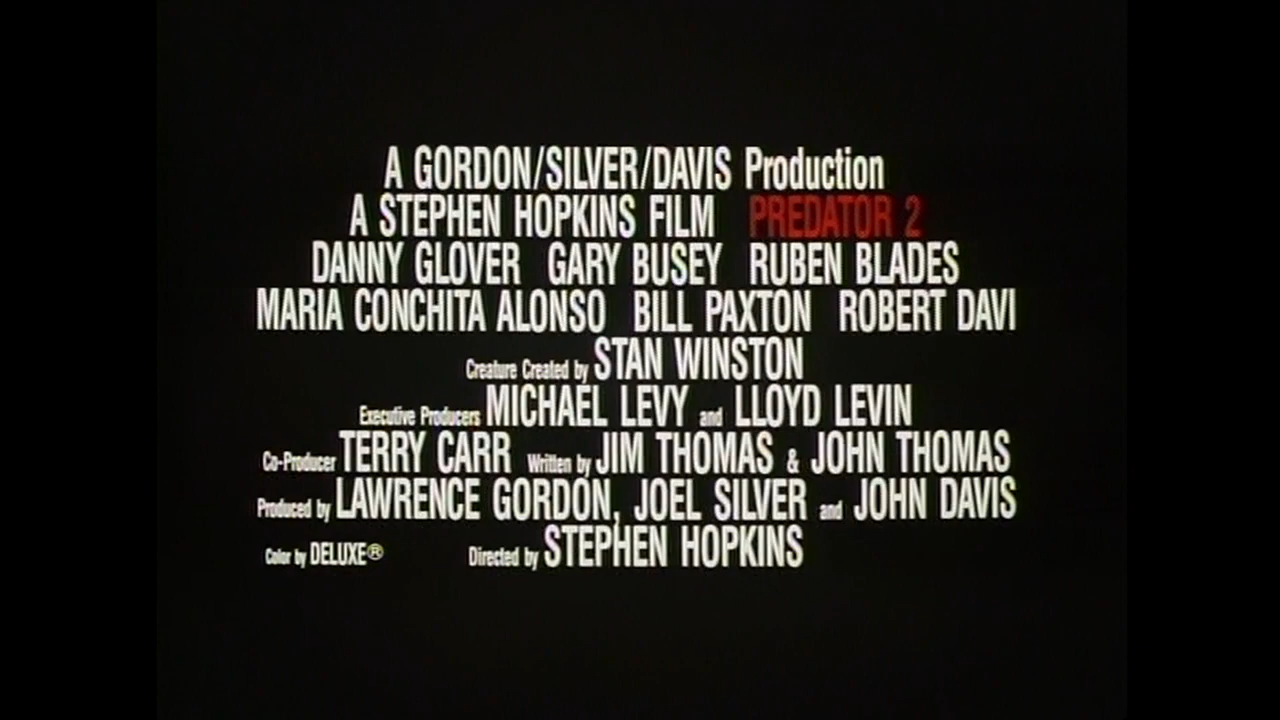 A GORDON/SILVER/DAVIS Production
A STEPHEN HOPKINS FILM PREDATOR 2
DANNY GLOVER GARY BUSEY RUBEN BLADES
MARIA CONCHITA ALONSO BILL PAXTON ROBERT DAVI
Creature Created by STAN WINSTON
Executive Producers MICHAEL LEVY and LLOYD LEVIN
Co-Producer TERRY CARR Written by JIM THOMAS & JOHN THOMAS
Produced by LAWRENCE GORDON, JOEL SILVER and JOHN DAVIS
Color by DELUXE® Directed by STEPHEN HOPKINS